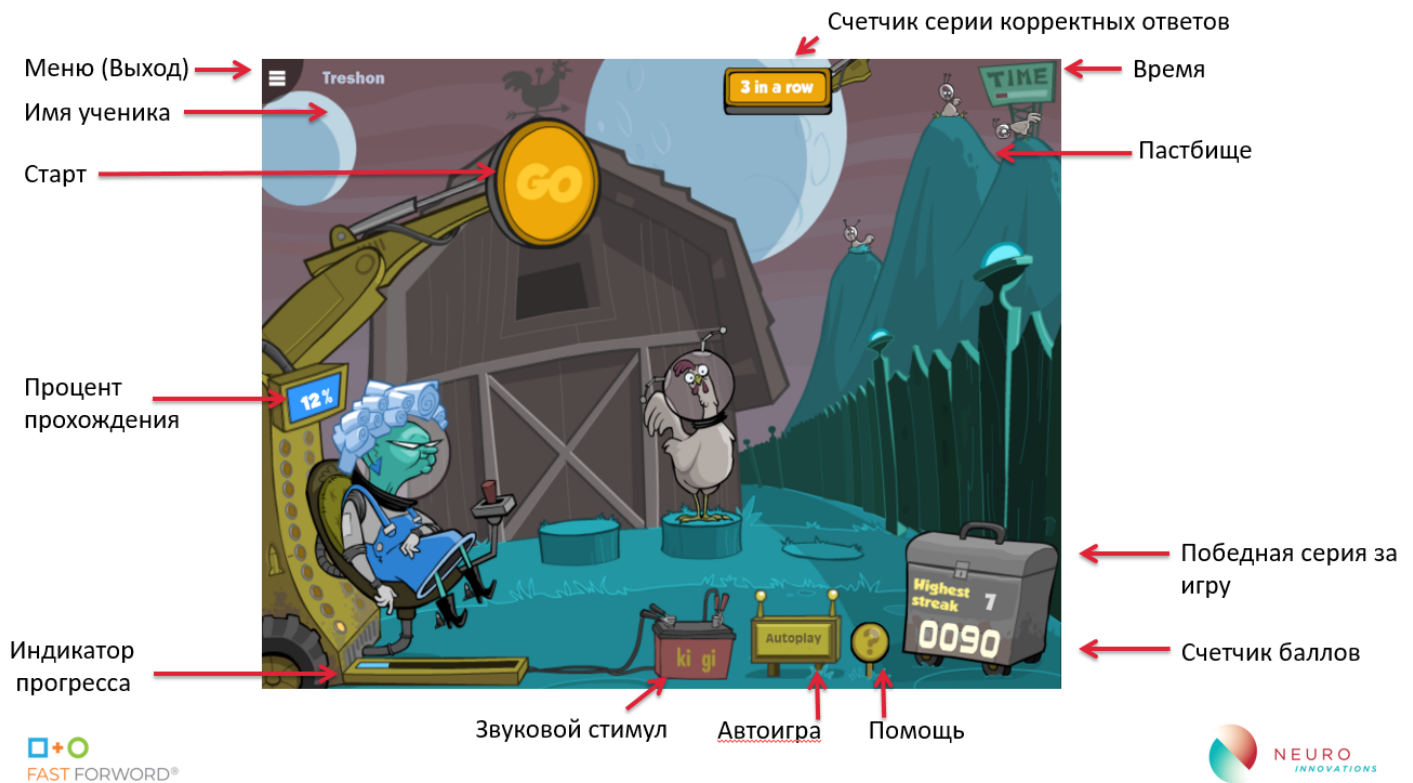 Счетчик серии корректных ответов
Меню (Выход)
Treshon
3 in a row
TIME
Время
Имя ученика
Пастбище
Старт
GO
Процент
прохождения
12%
Победная серия за
игру
Highest
streak 7
0090
Autoplay
?
ki gi
Индикатор
прогресса
Счетчик баллов
Звуковой стимул
Автоигра
Помощь
FAST FORWORD®
NEURO
INNOVATIONS